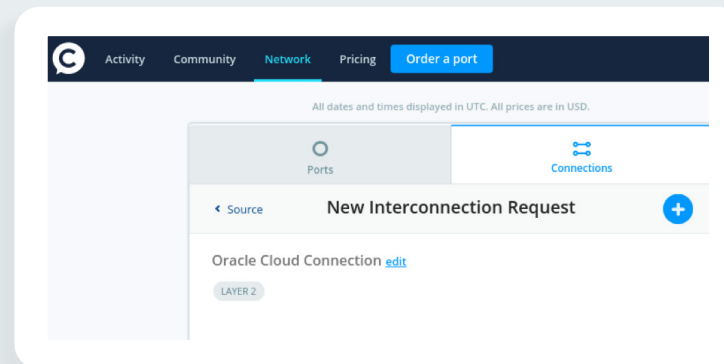 Activity Community Network Pricing Order a port
All dates and times displayed in UTC. All prices are in USD.
Ports Connections
Source New Interconnection Request
Oracle Cloud Connection edit
LAYER 2